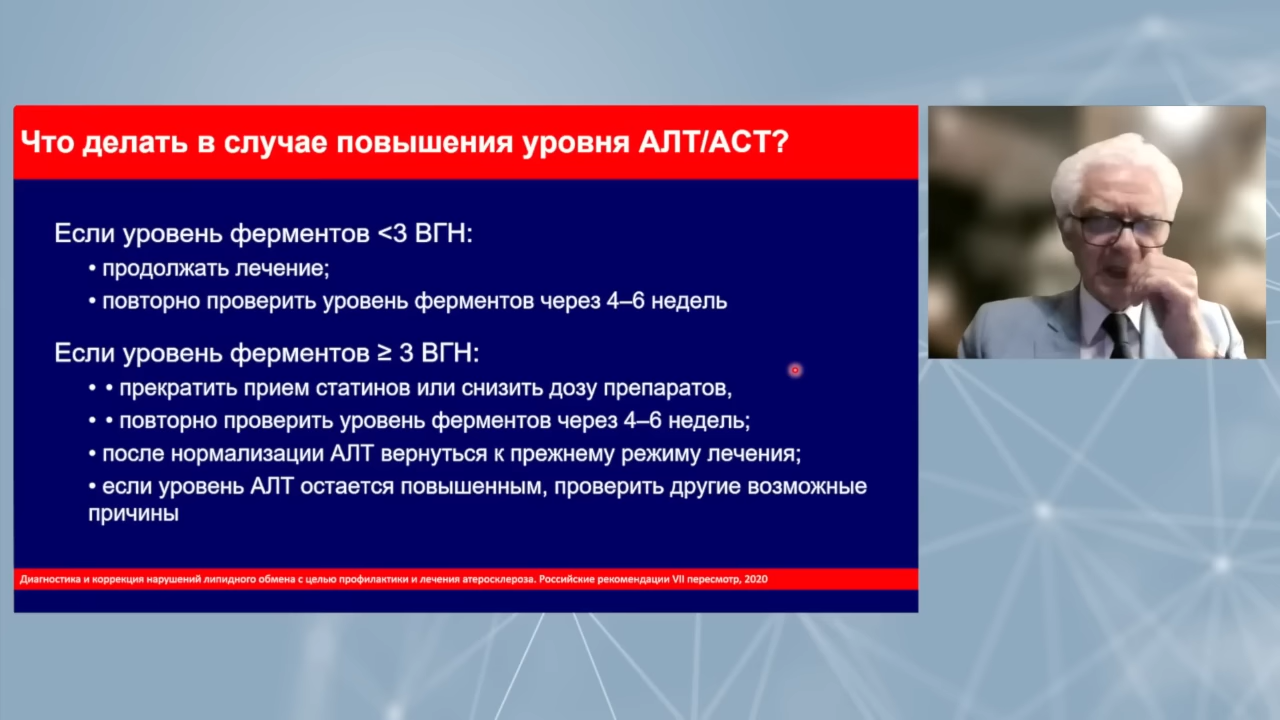 Что делать в случае повышения уровня АЛТ/АСТ?
Если уровень ферментов <3 ВГН:
• продолжать лечение;
• повторно проверить уровень ферментов через 4–6 недель
Если уровень ферментов ≥ 3 ВГН:
• • прекратить прием статинов или снизить дозу препаратов,
• • повторно проверить уровень ферментов через 4–6 недель;
• после нормализации АЛТ вернуться к прежнему режиму лечения;
• если уровень АЛТ остается повышенным, проверить другие возможные
причины
Диагностика и коррекция нарушений липидного обмена с целью профилактики и лечения атеросклероза. Российские рекомендации VII пересмотр, 2020